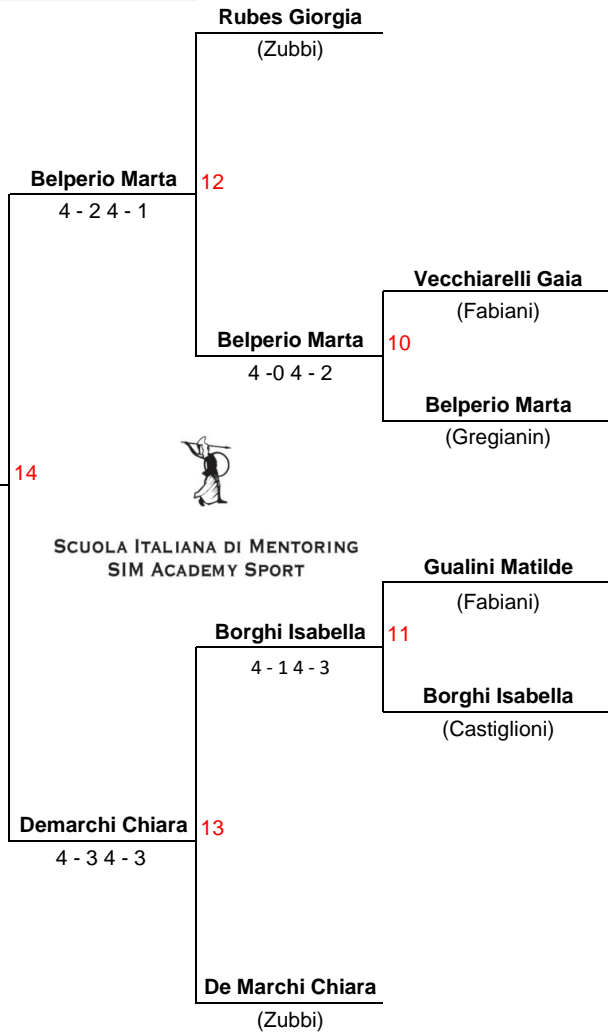 Rubes Giorgia
(Zubbi)
Belperio Marta 12
4 - 2 4 - 1
Vecchiarelli Gaia
(Fabiani)
Belperio Marta 10
4 -0 4 - 2
Belperio Marta
(Gregianin)
14
SCUOLA ITALIANA DI MENTORING
SIM ACADEMY SPORT
Gualini Matilde
(Fabiani)
Borghi Isabella 11
4 - 1 4 - 3
Borghi Isabella
(Castiglioni)
Demarchi Chiara 13
4 - 3 4 - 3
De Marchi Chiara
(Zubbi)